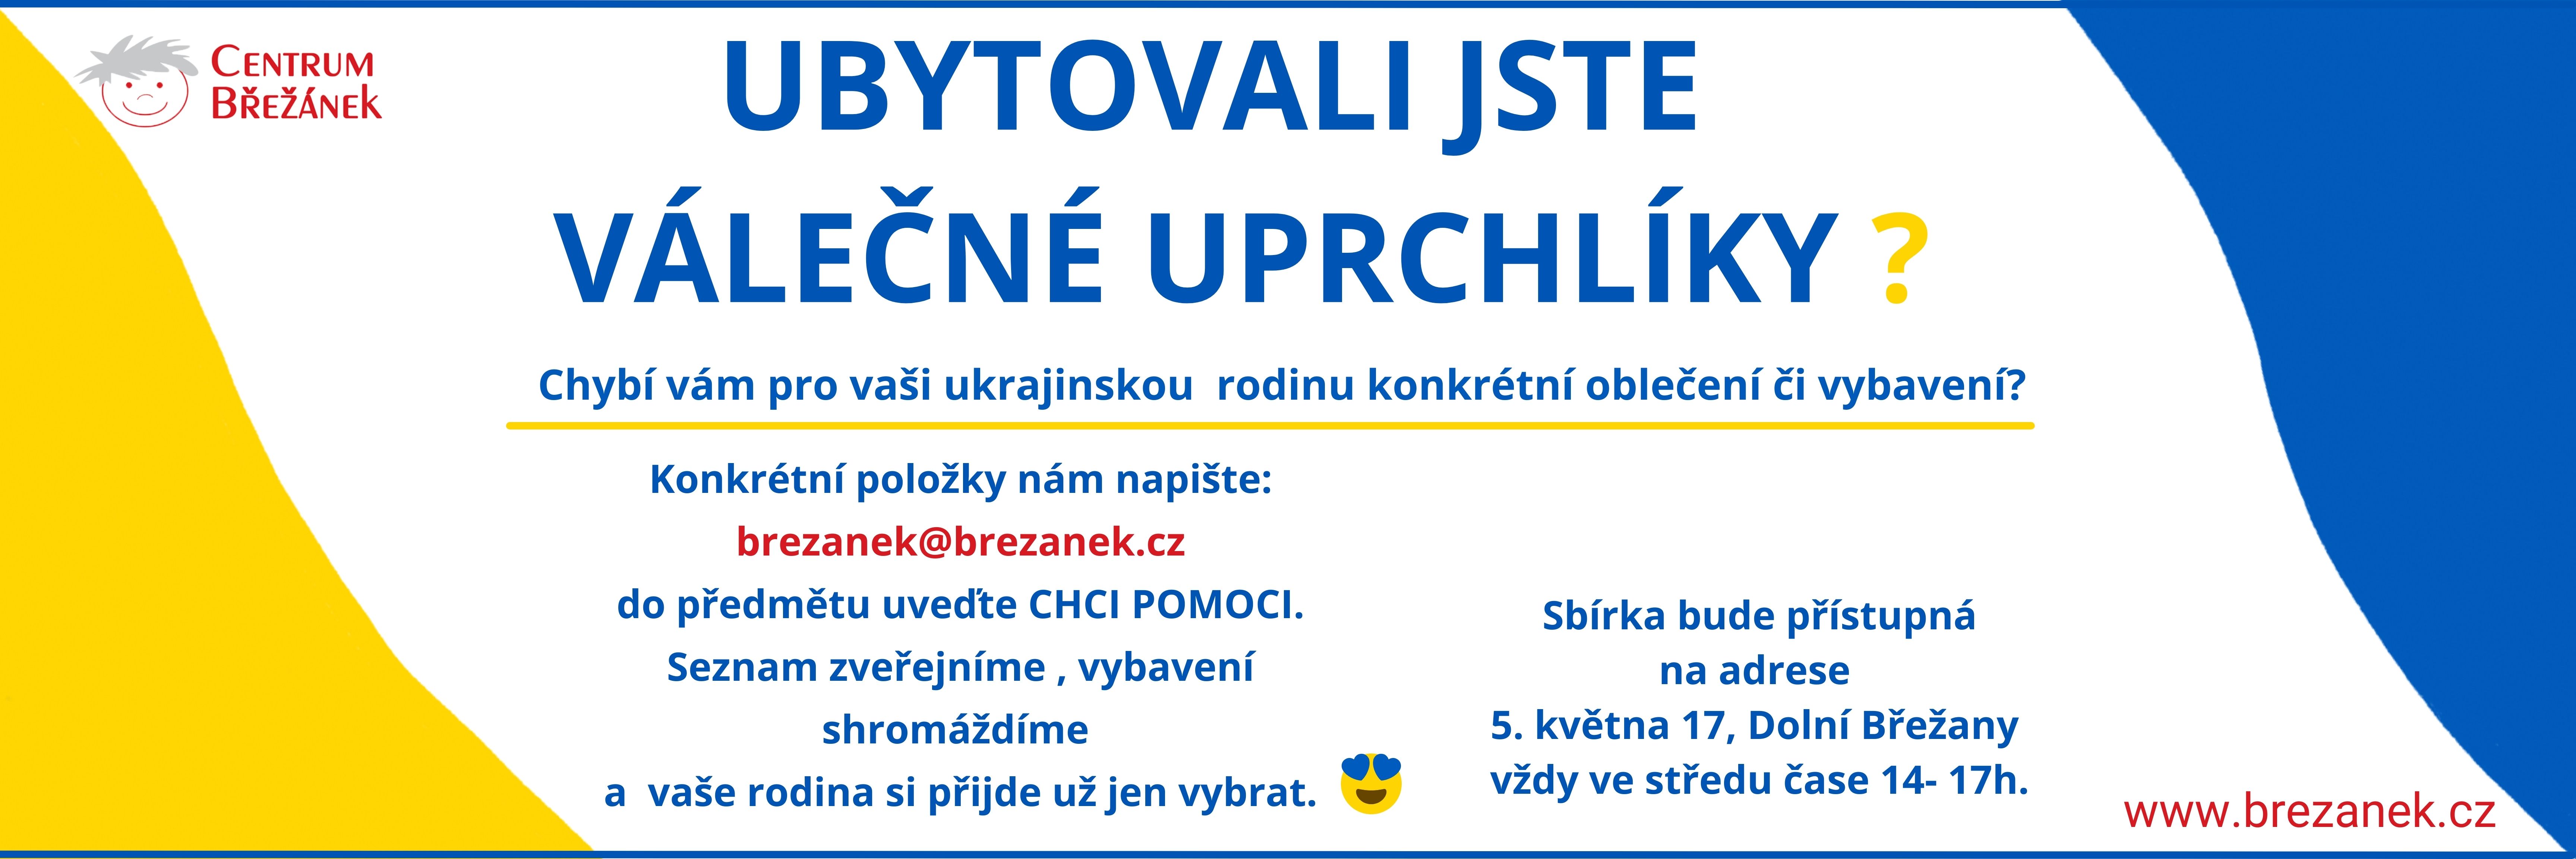 CENTRUM
BŘEŽÁNEK
UBYTOVALI JSTE
VÁLEČNÉ UPRCHLÍKY ?
Chybí vám pro vaši ukrajinskou  rodinu konkrétní oblečení či vybavení?
Konkrétní položky nám napište:
brezanek@brezanek.cz
do předmětu uveďte CHCI POMOCI.
Seznam zveřejníme , vybavení
shromáždíme
a  vaše rodina si přijde už jen vybrat.
Sbírka bude přístupná
na adrese
5. května 17, Dolní Břežany
vždy ve středu čase 14- 17h.
www.brezanek.cz